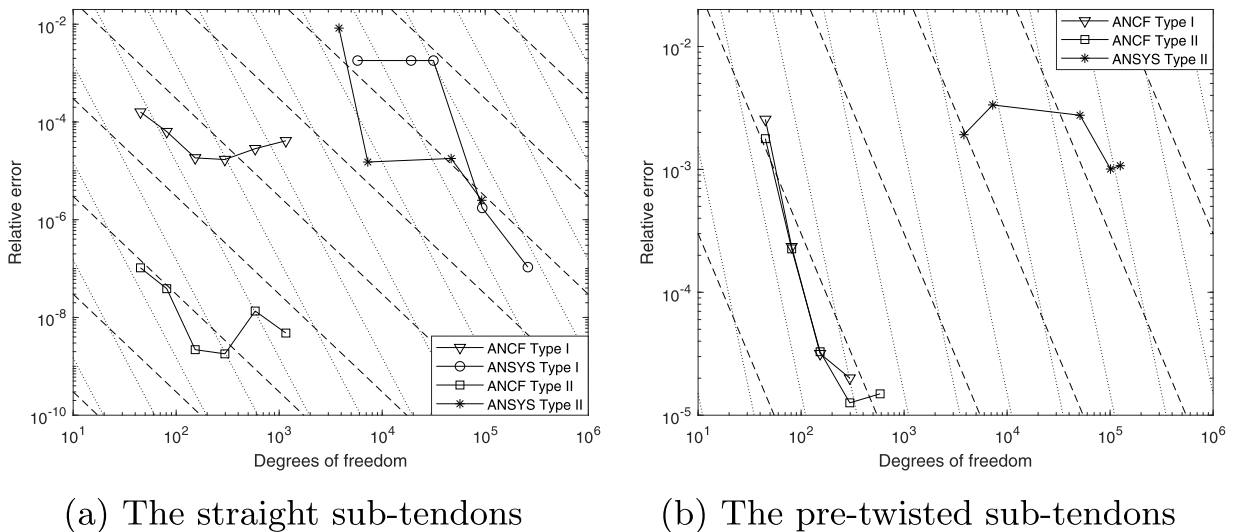 10^-2
10^-4
10^-6
10^-8
10^-10
Relative error
10^1 10^2 10^3 10^4 10^5 10^6
Degrees of freedom
ANCF Type I
ANSYS Type I
ANCF Type II
ANSYS Type II
(a) The straight sub-tendons
10^-2
10^-3
10^-4
10^-5
Relative error
10^1 10^2 10^3 10^4 10^5 10^6
Degrees of freedom
ANCF Type I
ANCF Type II
ANSYS Type II
(b) The pre-twisted sub-tendons